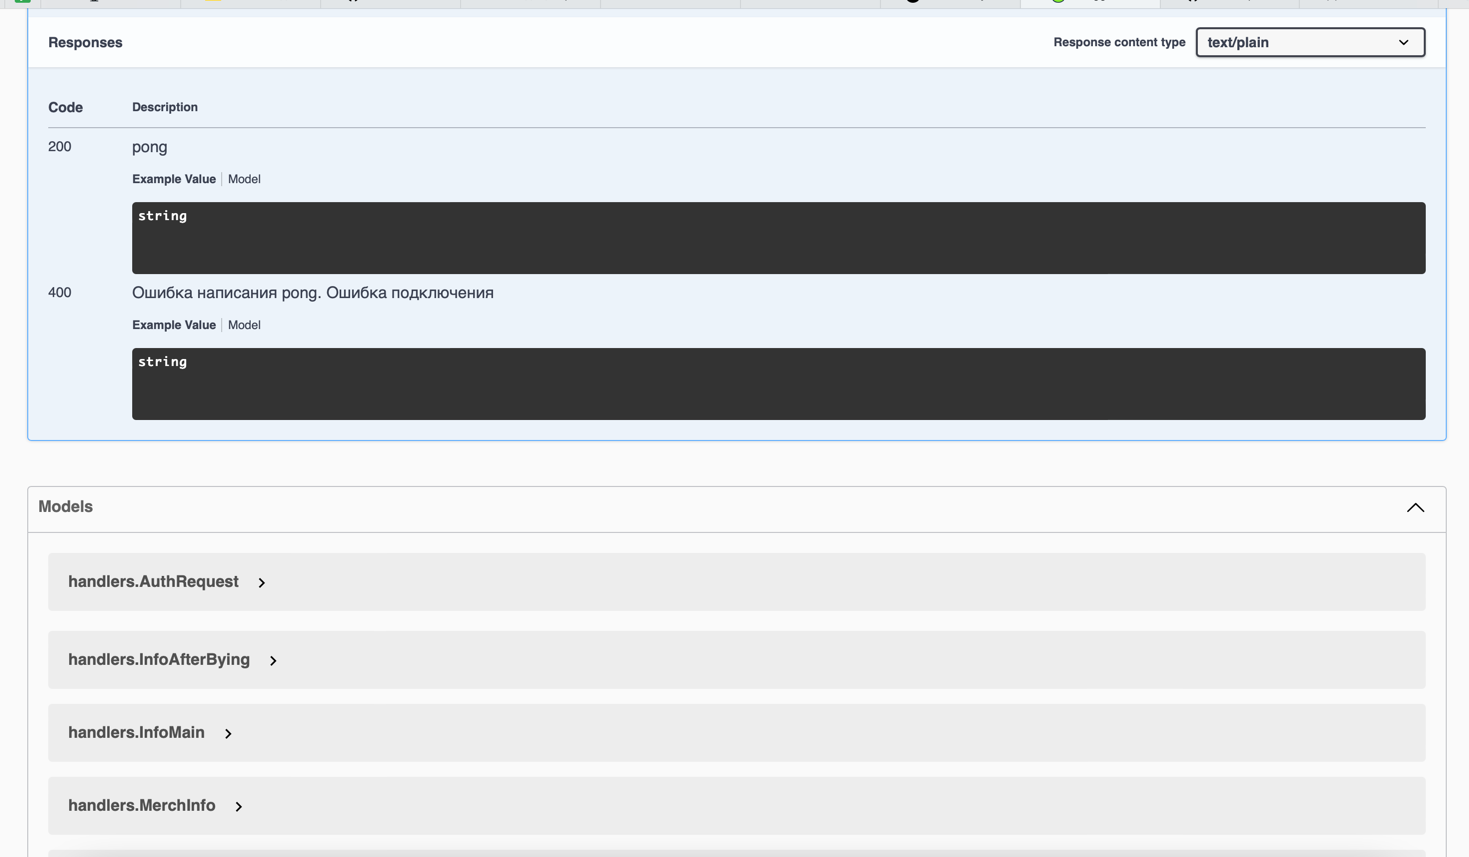 Responses
Response content type text/plain
Code Description
200 pong
Example Value Model
string
400 Ошибка написания pong. Ошибка подключения
Example Value Model
string
Models
handlers.AuthRequest
handlers.InfoAfterBying
handlers.InfoMain
handlers.MerchInfo